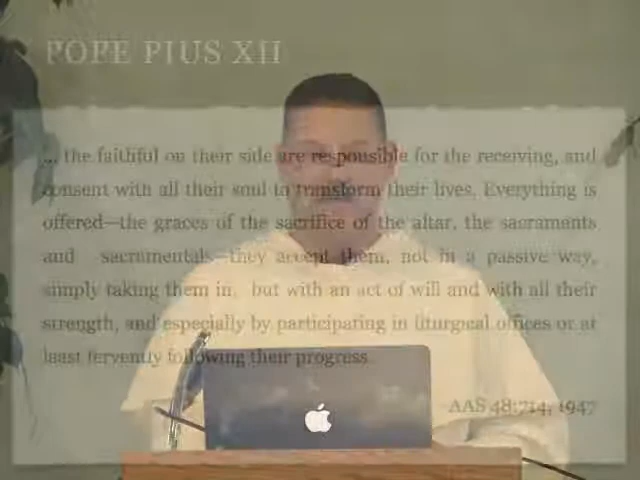 POPE PIUS XII
... the faithful on their side are responsible for the receiving, and
consent with all their soul to transform their lives. Everything is
offered—the graces of the sacrifice of the altar, the sacraments
and sacramentals—they accept them, not in a passive way,
simply taking them in, but with an act of will and with all their
strength, and especially by participating in liturgical offices or at
least fervently following their progress.
AAS 48:714, 1947